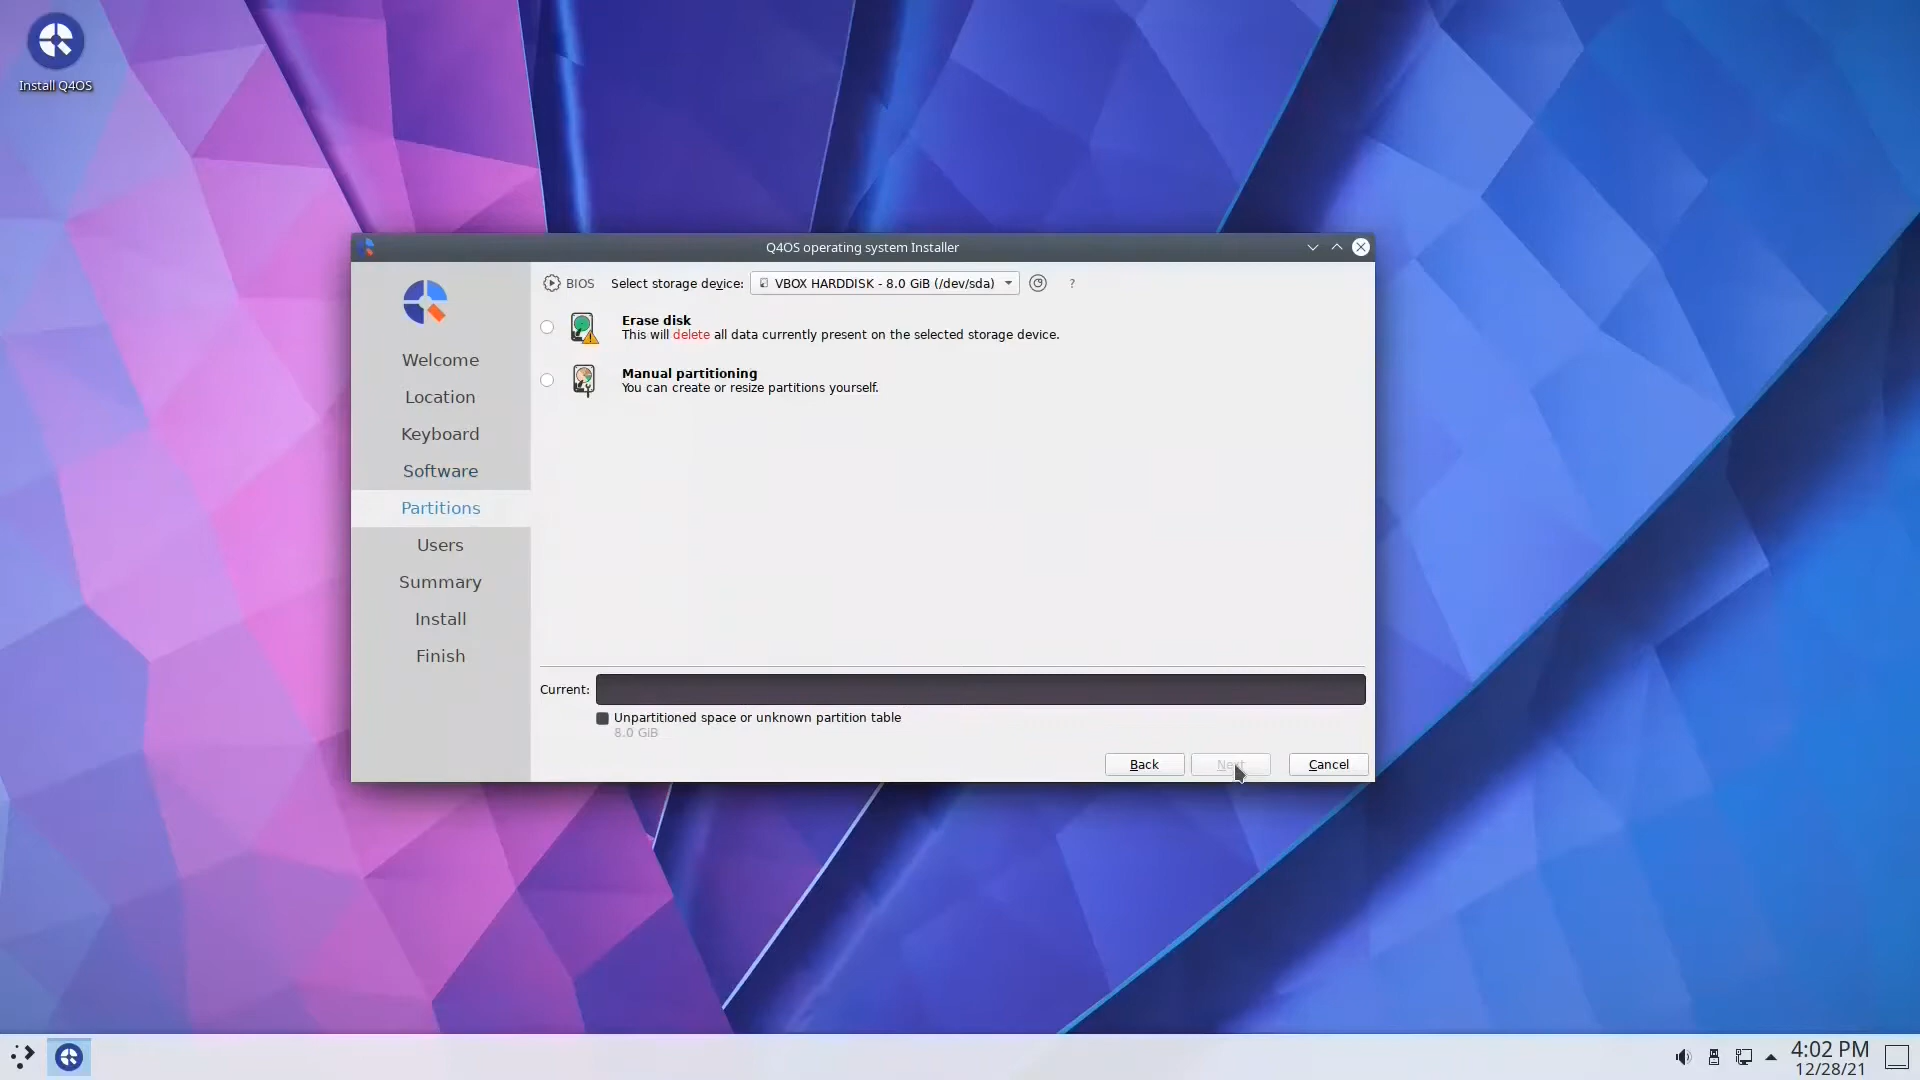 Install Q4OS
Q4OS operating system Installer
BIOS Select storage device: VBOX HARDDISK - 8.0 GiB (/dev/sda) ?
Erase disk
This will delete all data currently present on the selected storage device.
Manual partitioning
You can create or resize partitions yourself.
Welcome
Location
Keyboard
Software
Partitions
Users
Summary
Install
Finish
Current:
Unpartitioned space or unknown partition table
8.0 GiB
Back Next Cancel
4:02 PM
12/28/21